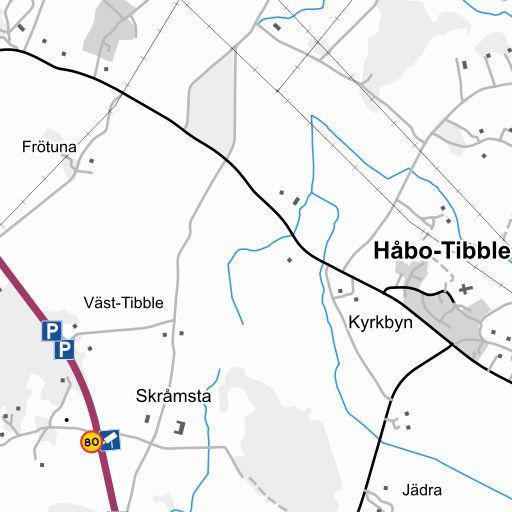 Frötuna
Håbo-Tibble
Väst-Tibble
Kyrkbyn
P
P
Skråmsta
80
Jädra